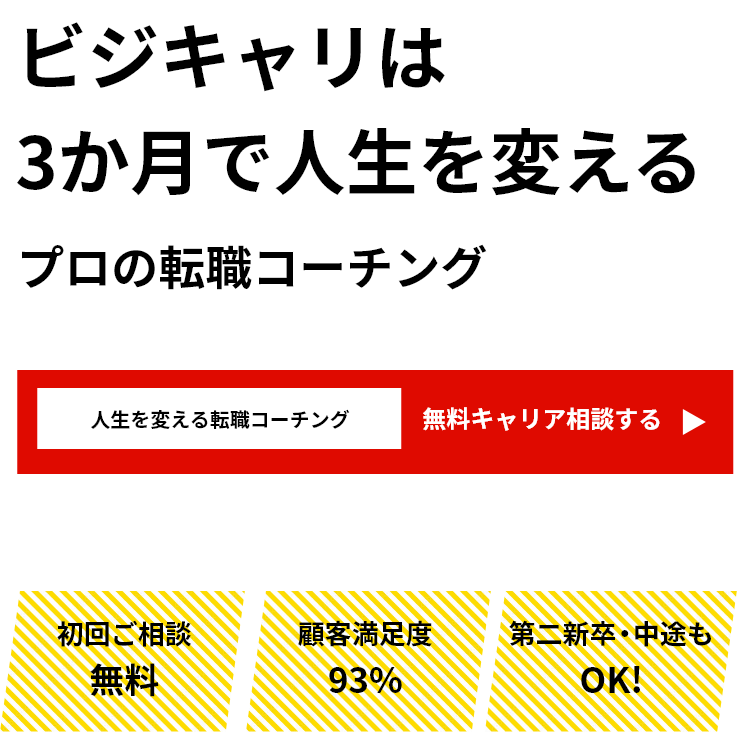 ビジキャリは
3か月で人生を変える
プロの転職コーチング
人生を変える転職コーチング
無料キャリア相談する
初回ご相談
無料
顧客満足度
93%
第二新卒・中途も
OK!